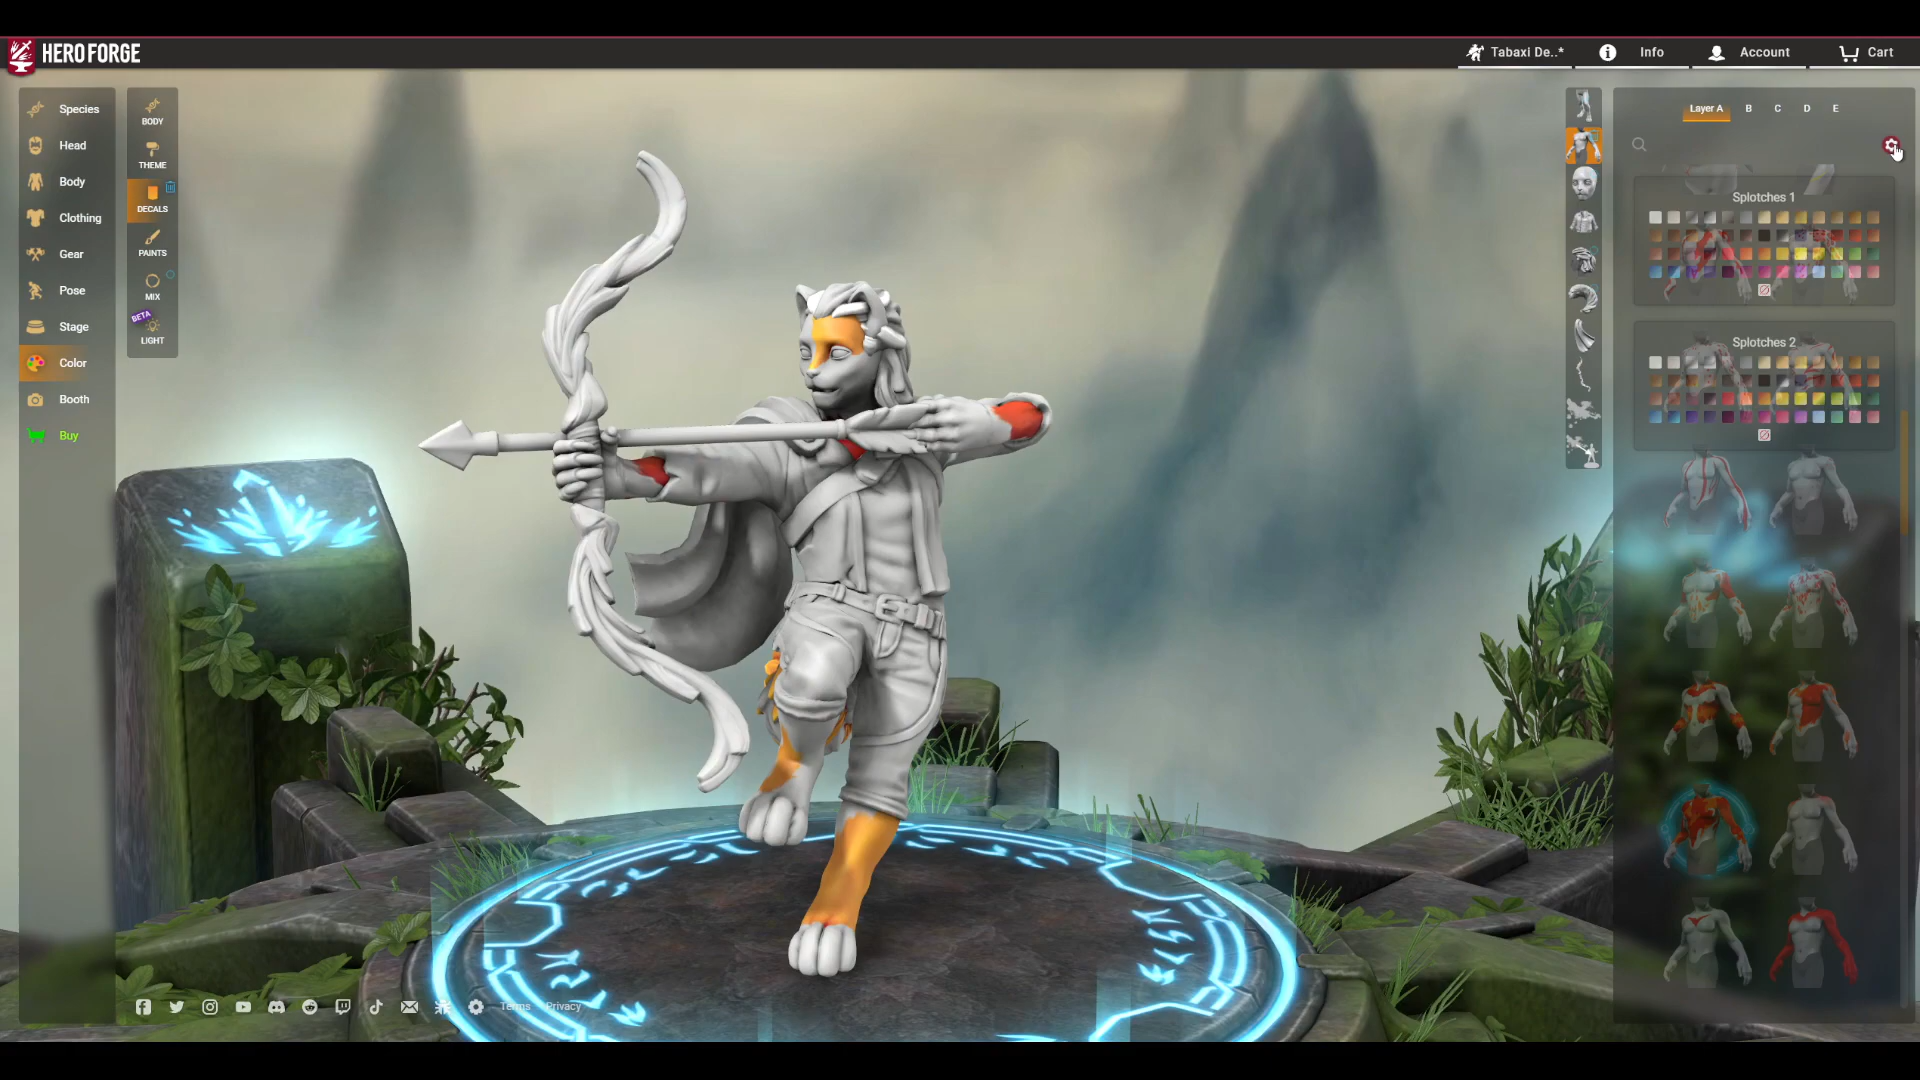 HERO FORGE
Tabaxi De..*
Info
Account
Cart
Species
Head
Body
Clothing
Gear
Pose
Stage
Color
Booth
Buy
BODY
THEME
DECALS
PAINTS
MIX
BETA
LIGHT
Layer A B C D E
Splotches 1
Splotches 2
Terms Privacy